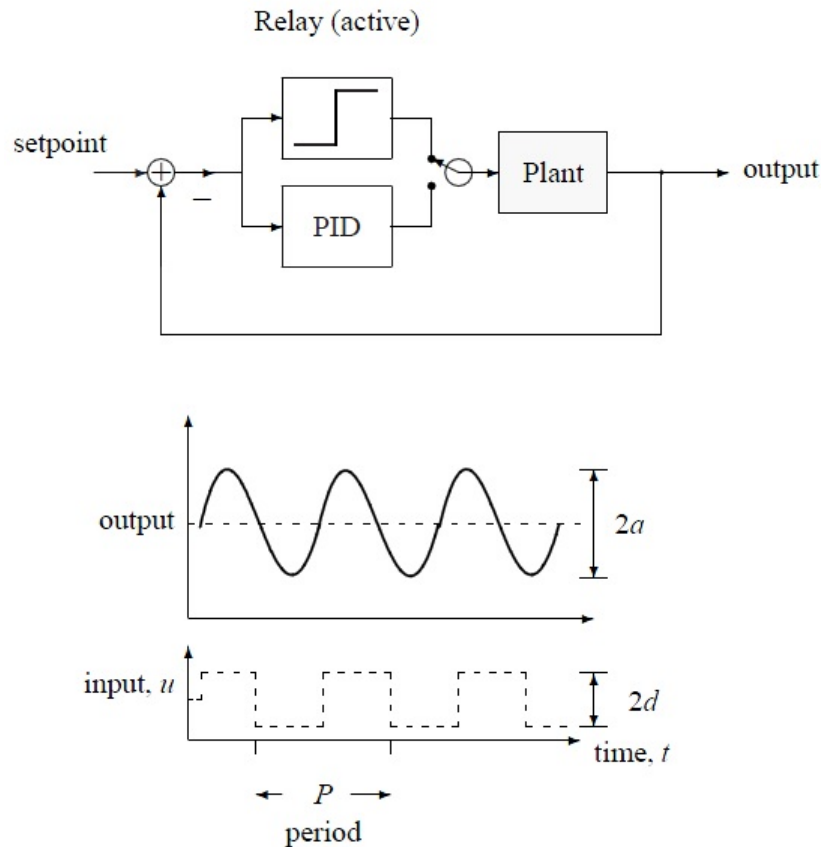 Relay (active)
setpoint
+
−
PID
Plant
output
output
2a
input, u
2d
time, t
P
period